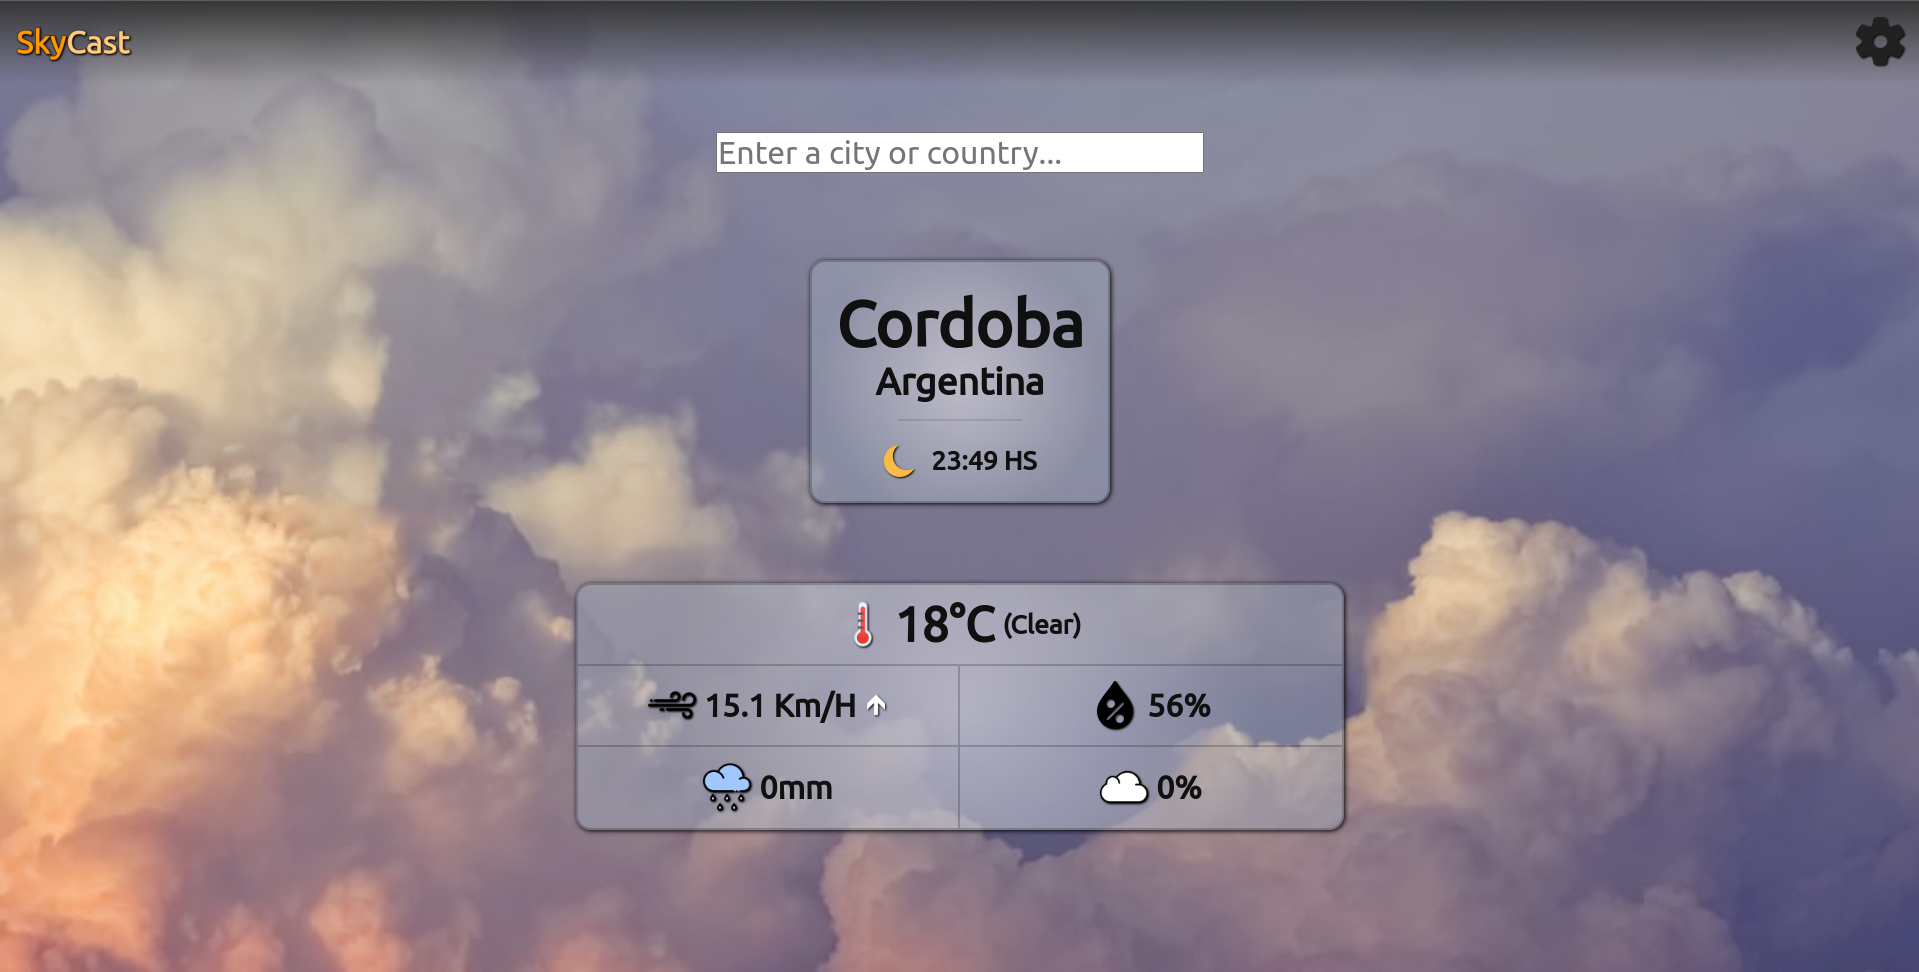 SkyCast
Enter a city or country...
Cordoba
Argentina
23:49 HS
18°C (Clear)
15.1 Km/H
56%
0mm
0%